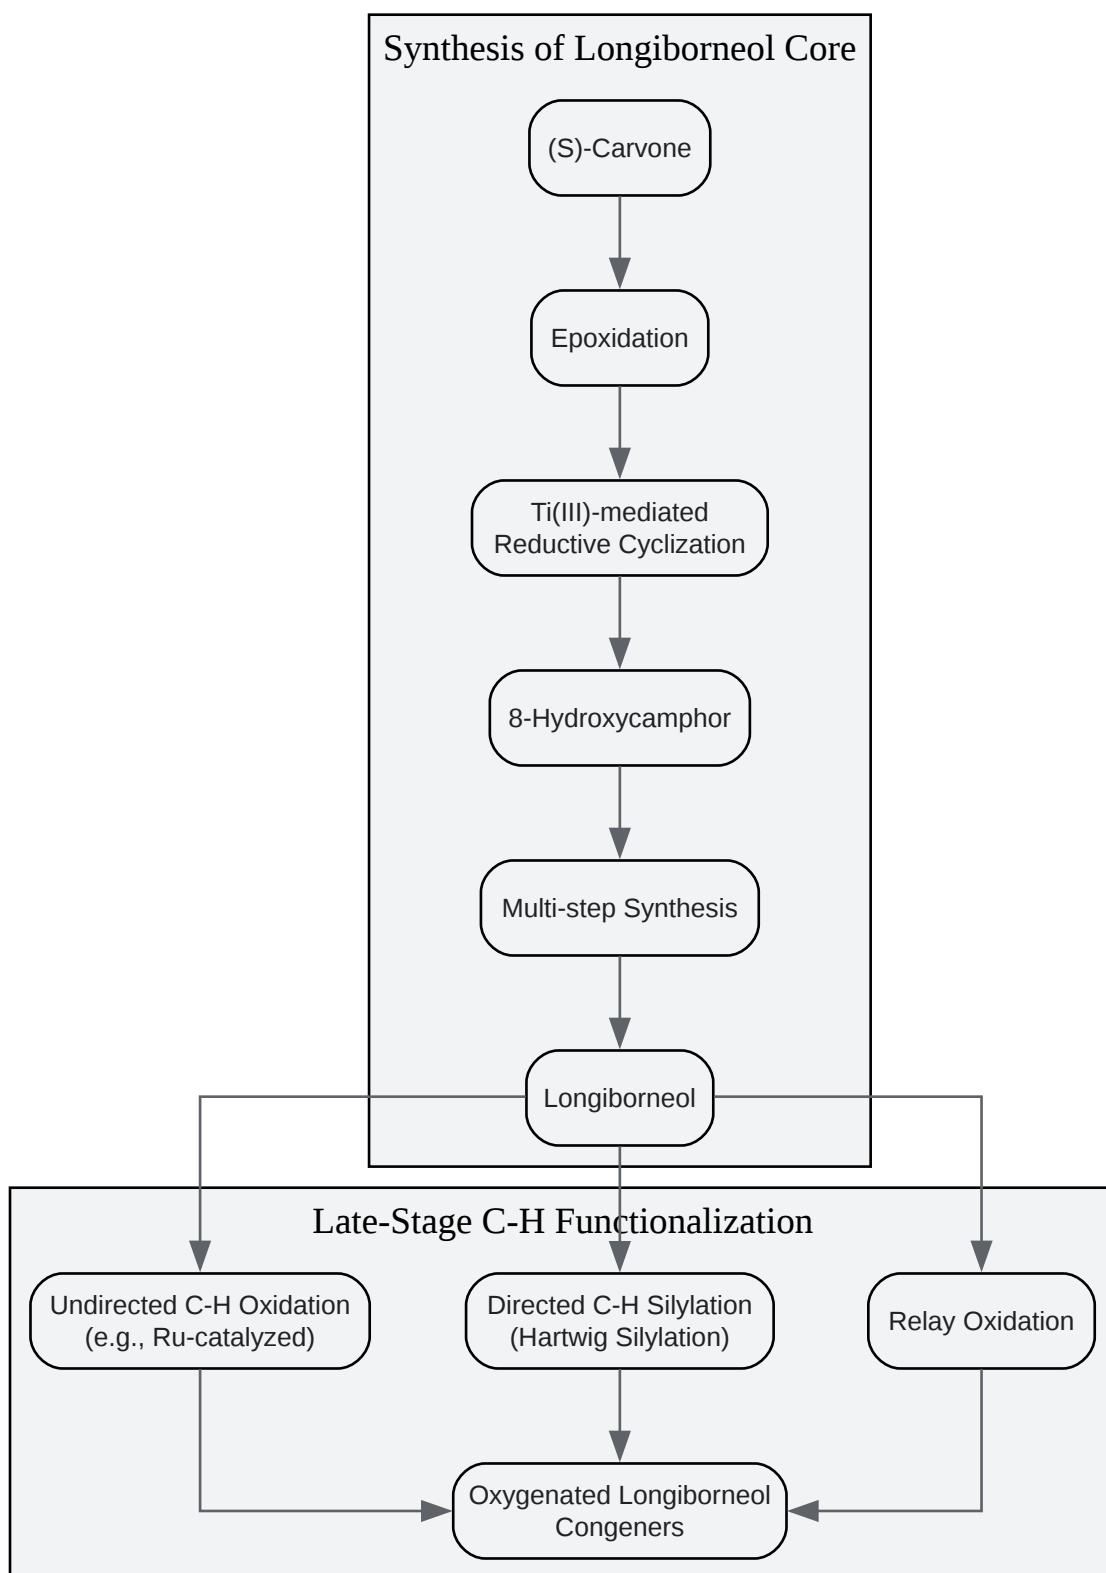 Synthesis of Longiborneol Core
(S)-Carvone
Epoxidation
Ti(III)-mediated
Reductive Cyclization
8-Hydroxycamphor
Multi-step Synthesis
Longiborneol
Late-Stage C-H Functionalization
Undirected C-H Oxidation
(e.g., Ru-catalyzed)
Directed C-H Silylation
(Hartwig Silylation)
Relay Oxidation
Oxygenated Longiborneol
Congeners